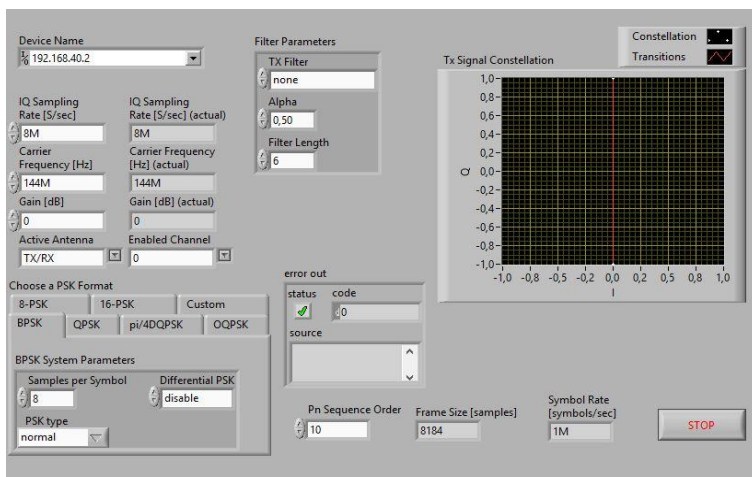 Device Name
192.168.40.2
IQ Sampling
Rate [S/sec]
8M
IQ Sampling
Rate [S/sec] (actual)
8M
Carrier
Frequency [Hz]
144M
Carrier Frequency
[Hz] (actual)
144M
Gain [dB]
0
Gain [dB] (actual)
0
Active Antenna
TX/RX
Enabled Channel
0
Filter Parameters
TX Filter
none
Alpha
0,50
Filter Length
6
Constellation
Transitions
Tx Signal Constellation
1,0
0,8
0,6
0,4
0,2
0,0
-0,2
-0,4
-0,6
-0,8
-1,0
Q
-1,0 -0,8 -0,5 -0,2 0,0 0,2 0,5 0,8 1,0
I
Choose a PSK Format
8-PSK 16-PSK Custom
BPSK QPSK pi/4DQPSK OQPSK
BPSK System Parameters
Samples per Symbol
8
Differential PSK
disable
PSK type
normal
error out
status code
0
source
Pn Sequence Order
10
Frame Size [samples]
8184
Symbol Rate
[symbols/sec]
1M
STOP